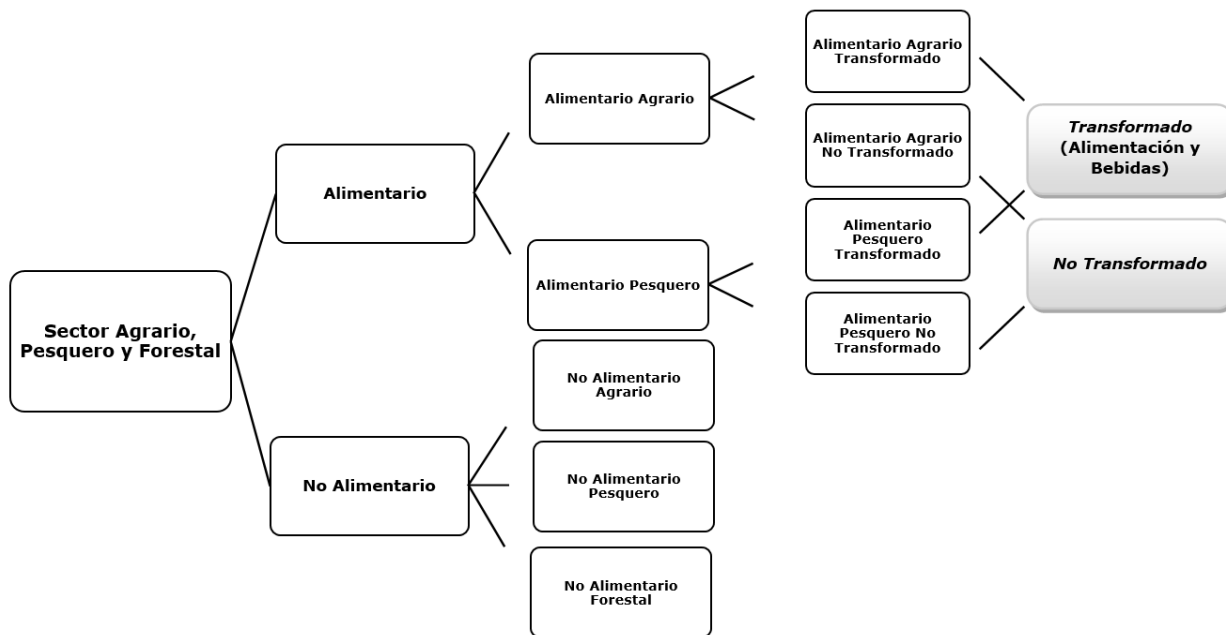 Sector Agrario,
Pesquero y Forestal
Alimentario
No Alimentario
Alimentario Agrario
Alimentario Pesquero
No Alimentario
Agrario
No Alimentario
Pesquero
No Alimentario
Forestal
Alimentario Agrario
Transformado
Alimentario Agrario
No Transformado
Alimentario
Pesquero
Transformado
Alimentario
Pesquero No
Transformado
Transformado
(Alimentación y
Bebidas)
No Transformado